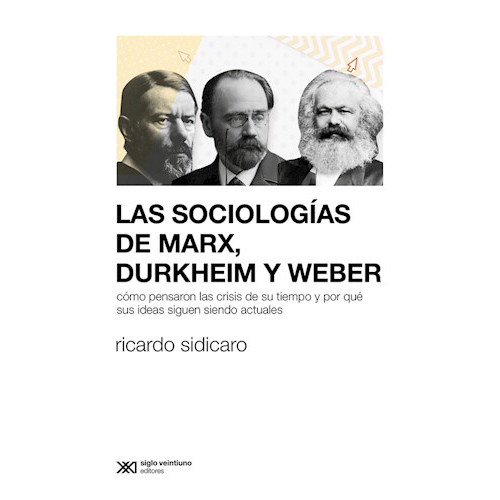 LAS SOCIOLOGÍAS
DE MARX,
DURKHEIM Y WEBER
cómo pensaron las crisis de su tiempo y por qué
sus ideas siguen siendo actuales
ricardo sidicaro
siglo veintiuno
editores